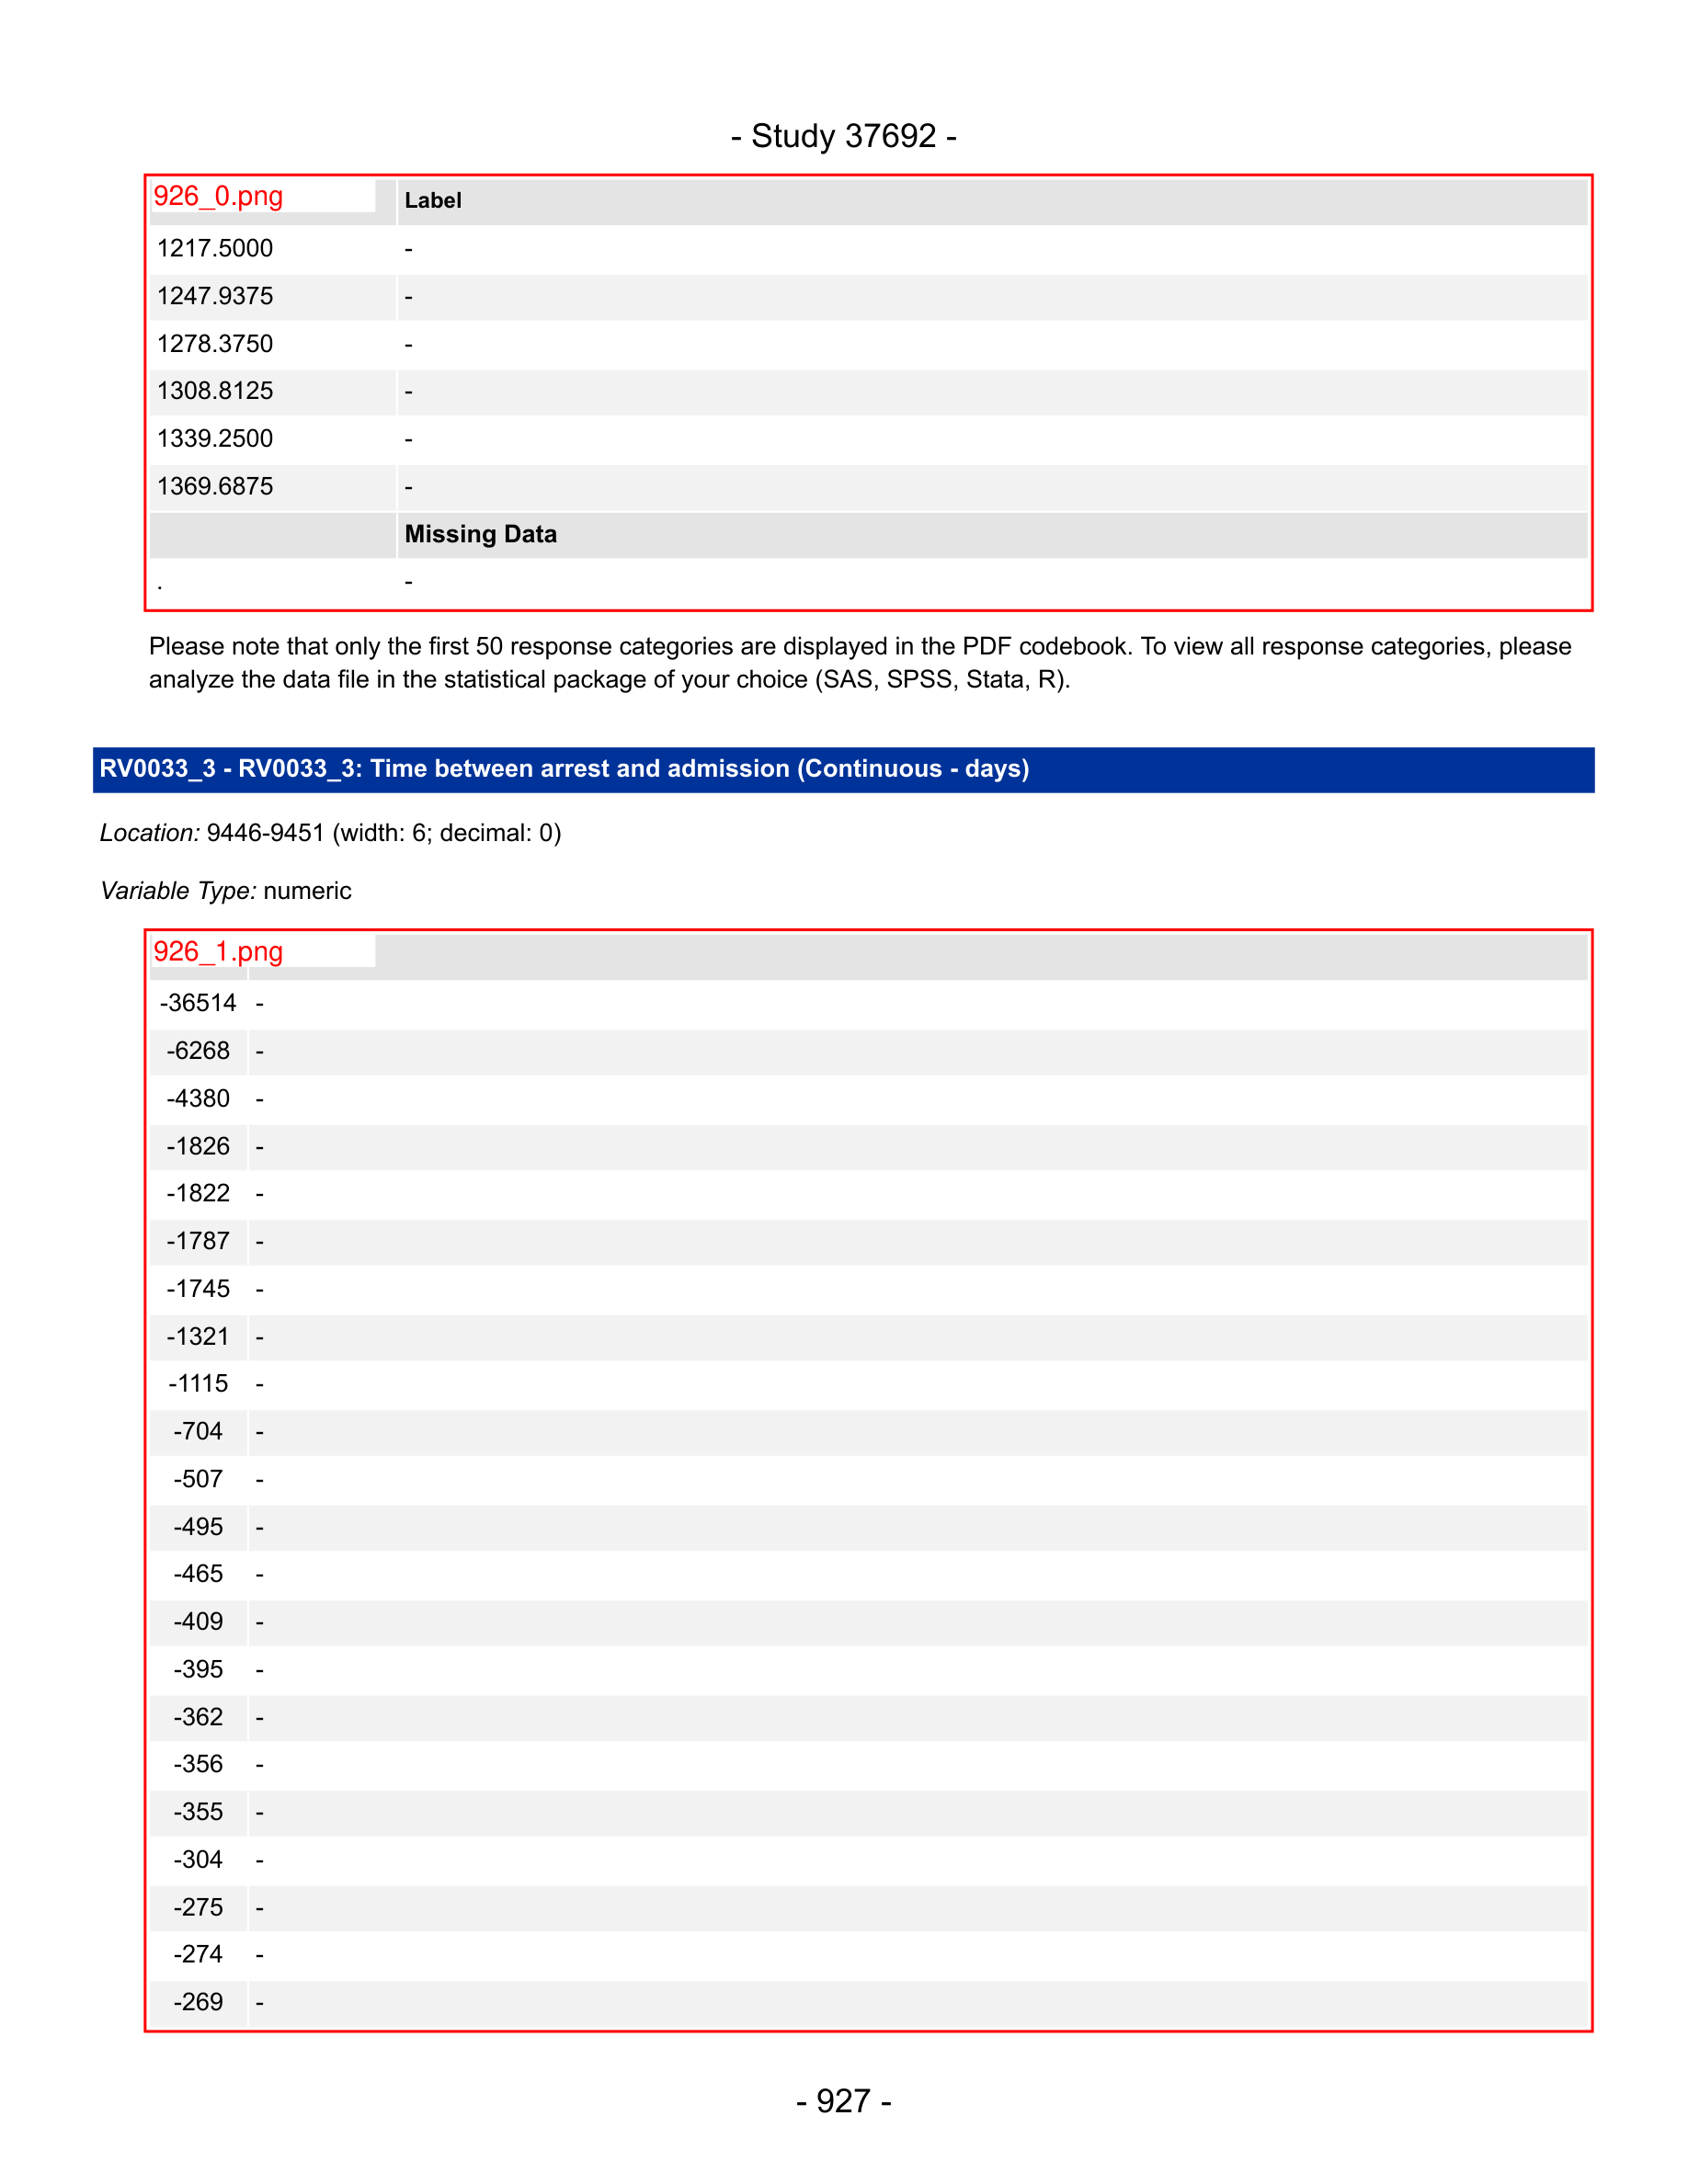 - Study 37692 -
926_0.png Label
1217.5000 -
1247.9375 -
1278.3750 -
1308.8125 -
1339.2500 -
1369.6875 -
Missing Data
. -
Please note that only the first 50 response categories are displayed in the PDF codebook. To view all response categories, please
analyze the data file in the statistical package of your choice (SAS, SPSS, Stata, R).
RV0033_3 - RV0033_3: Time between arrest and admission (Continuous - days)
Location: 9446-9451 (width: 6; decimal: 0)
Variable Type: numeric
926_1.png
-36514 -
-6268 -
-4380 -
-1826 -
-1822 -
-1787 -
-1745 -
-1321 -
-1115 -
-704 -
-507 -
-495 -
-465 -
-409 -
-395 -
-362 -
-356 -
-355 -
-304 -
-275 -
-274 -
-269 -
- 927 -